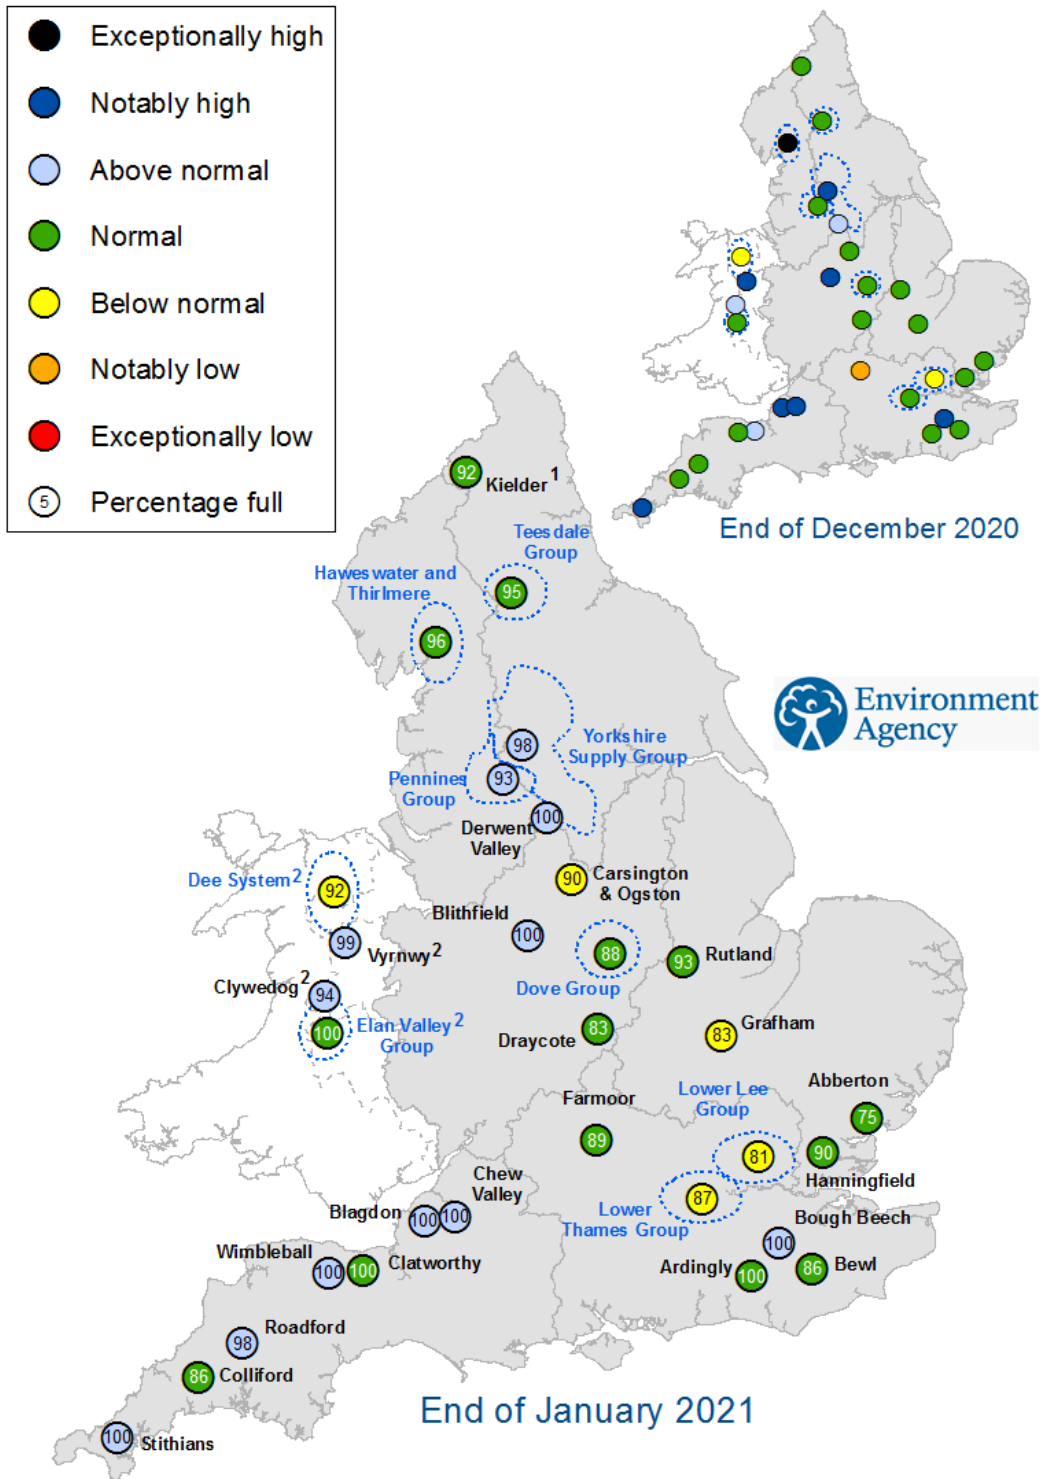 Exceptionally high
Notably high
Above normal
Normal
Below normal
Notably low
Exceptionally low
5 Percentage full
End of December 2020
92
Kielder 1
Teesdale
Group
95
Haweswater and
Thirlmere
96
Environment
Agency
98
Yorkshire
Supply Group
Pennines
Group
93
100
Derwent
Valley
Dee System 2
92
90
Carsington
& Ogston
Blithfield
100
99
Vyrnwy 2
88
Dove Group
93
Rutland
Clywedog 2
94
100
Elan Valley 2
Group
Draycote
83
83
Grafham
Farmoor
89
Lower Lee
Group
81
Abberton
75
90
Hanningfield
87
Lower
Thames Group
Chew
Valley
Blagdon
100
100
Bough Beech
100
Wimbleball
100
100
Clatworthy
Ardingly
100
86
Bewl
Roadford
98
86
Colliford
End of January 2021
100
Stithians